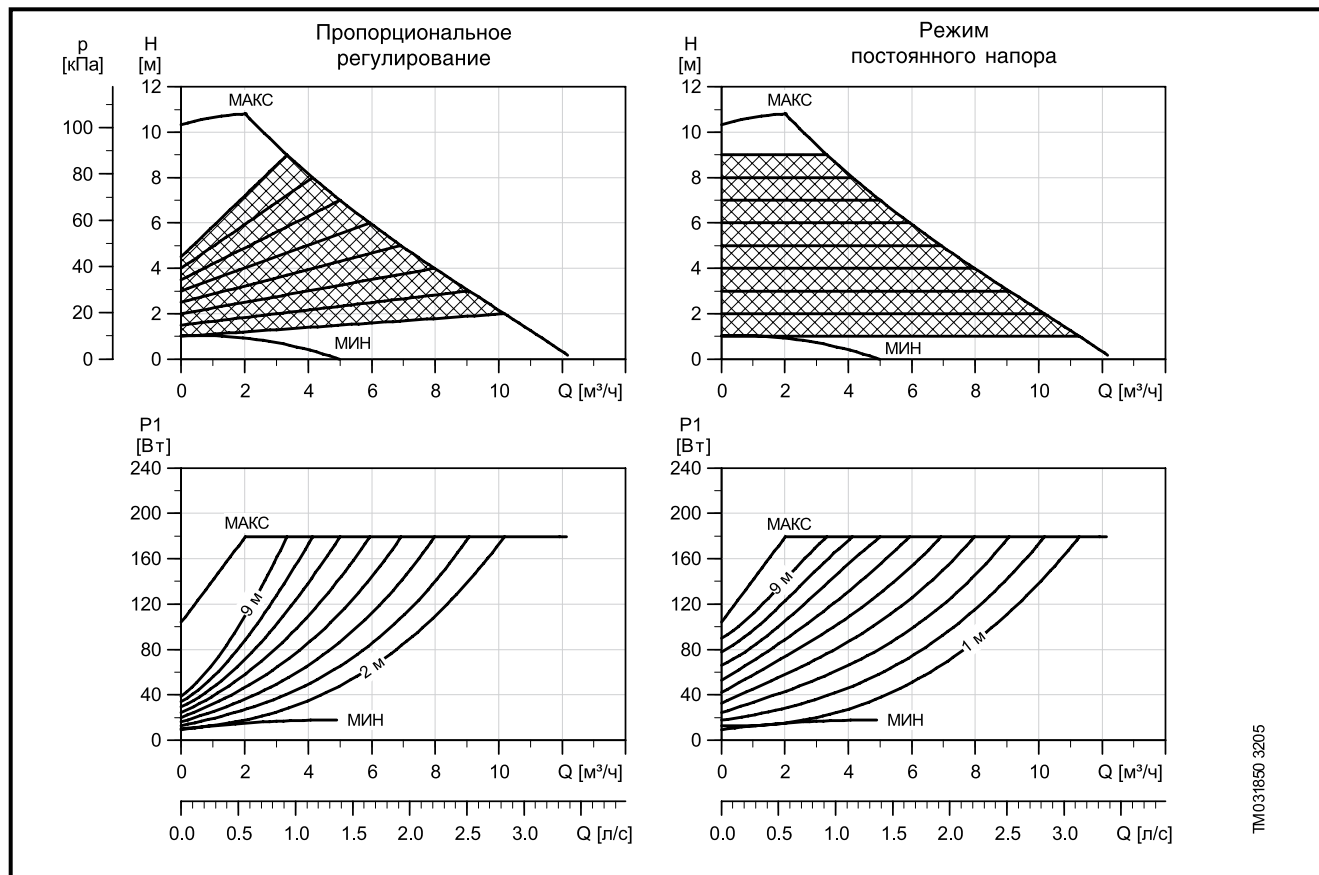 Пропорциональное
регулирование
p
[кПа]
H
[м]
12
10
8
6
4
2
0
100
80
60
40
20
0
МАКС
МИН
0 2 4 6 8 10 Q [м³/ч]
Режим
постоянного напора
H
[м]
12
10
8
6
4
2
0
МАКС
МИН
0 2 4 6 8 10 Q [м³/ч]
P1
[Вт]
240
200
160
120
80
40
0
МАКС
9 м
2 м
МИН
0 2 4 6 8 10 Q [м³/ч]
0.0 0.5 1.0 1.5 2.0 2.5 3.0 Q [л/с]
P1
[Вт]
240
200
160
120
80
40
0
МАКС
9 м
1 м
МИН
0 2 4 6 8 10 Q [м³/ч]
0.0 0.5 1.0 1.5 2.0 2.5 3.0 Q [л/с]
TM03 1850 3205